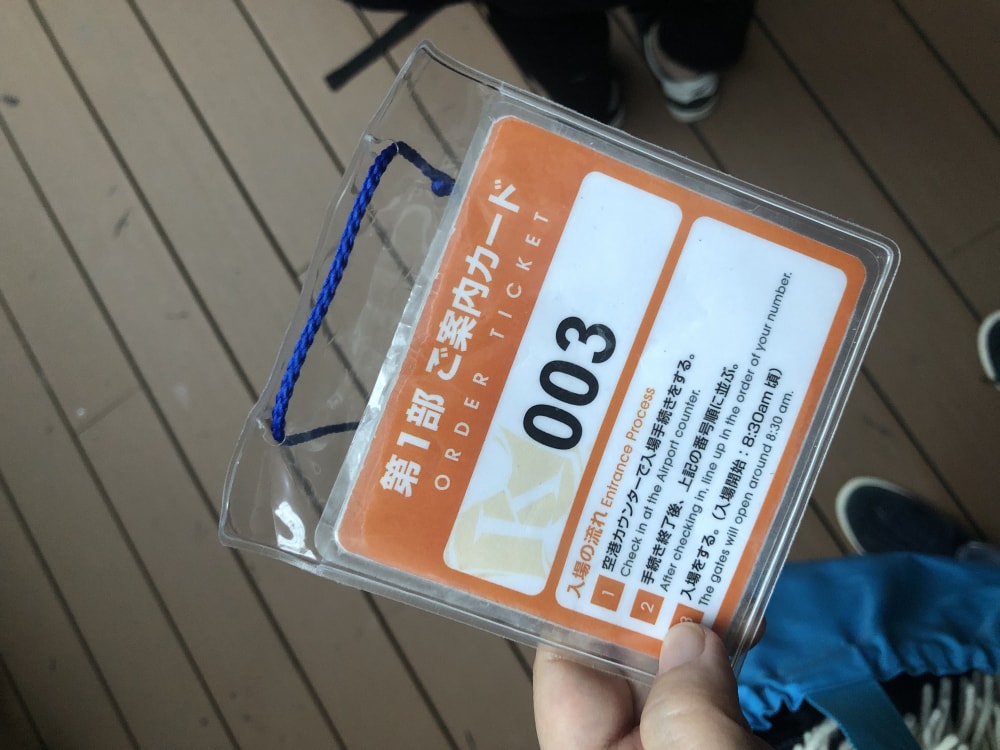 第1部 ご案内カード
ORDER TICKET
K
003
入場の流れ Entrance Process
1 空港カウンターで入場手続きをする。
Check in at the Airport counter.
2 手続き終了後、上記の番号順に並ぶ。
After checking in, line up in the order of your number.
3 入場をする。(入場開始:8:30am 頃)
The gates will open around 8:30 am.